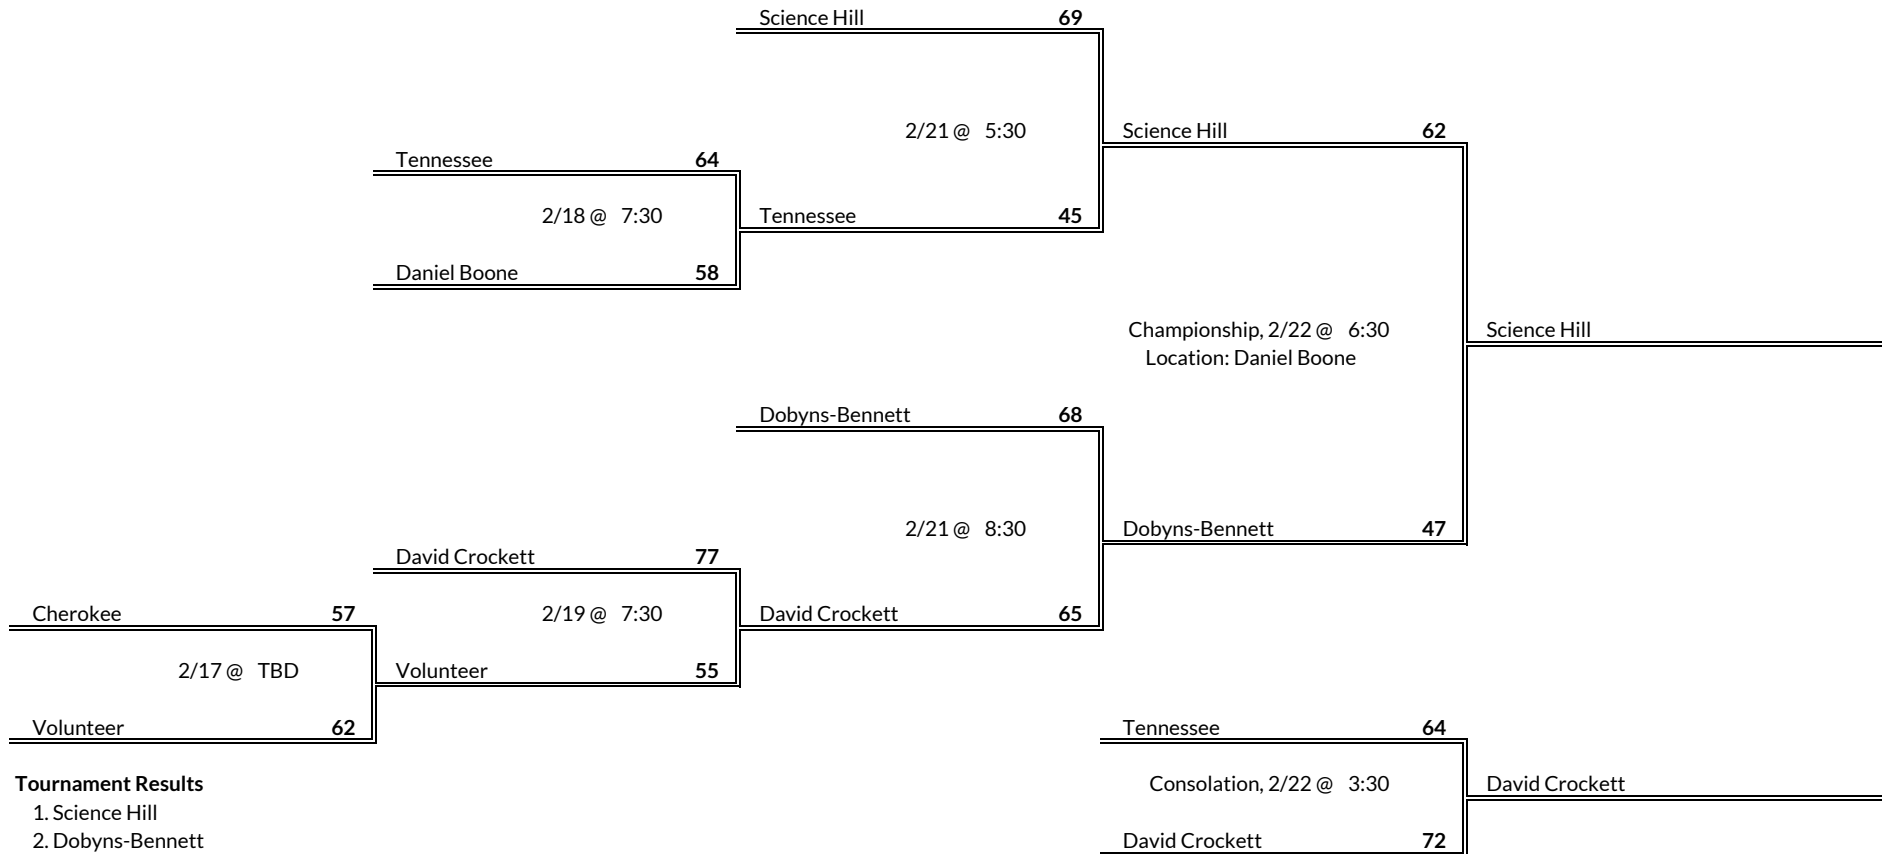 Science Hill 69
2/21 @ 5:30
Science Hill 62
Tennessee 64
2/18 @ 7:30
Tennessee 45
Daniel Boone 58
Championship, 2/22 @ 6:30
Science Hill
Location: Daniel Boone
Dobyns-Bennett 68
2/21 @ 8:30
Dobyns-Bennett 47
David Crockett 77
Cherokee 57
2/19 @ 7:30
David Crockett 65
2/17 @ TBD
Volunteer 55
Volunteer 62
Tennessee 64
Tournament Results
Consolation, 2/22 @ 3:30
David Crockett
1. Science Hill
2. Dobyns-Bennett
David Crockett 72